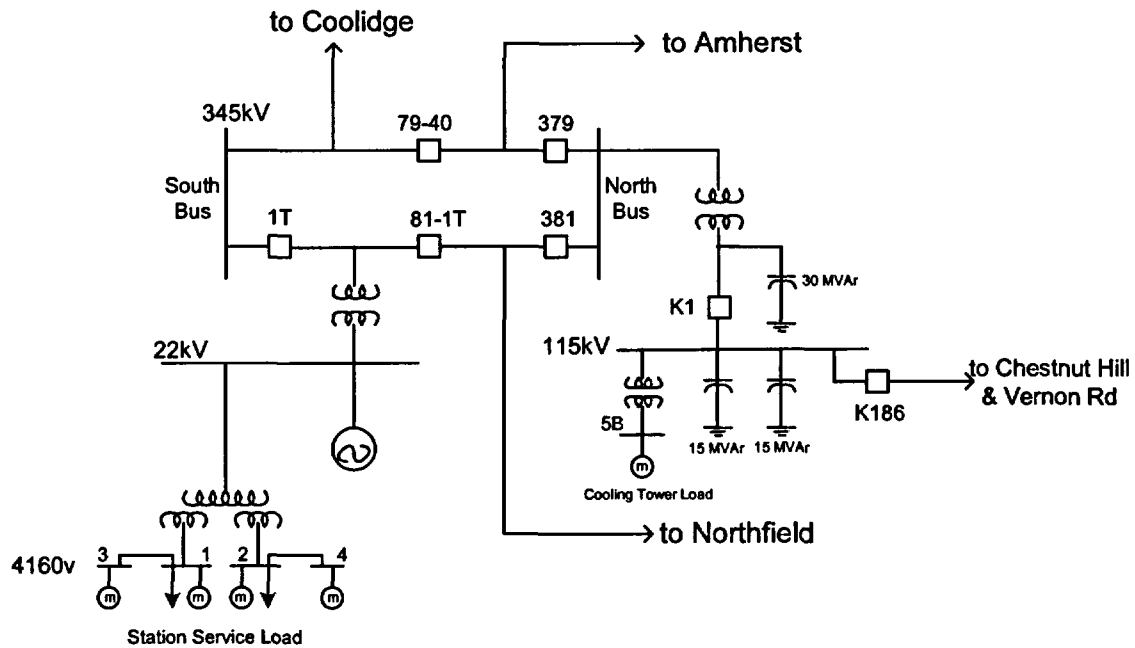 to Coolidge
to Amherst
345kV
79-40
379
South
Bus
North
Bus
1T
81-1T
381
30 MVAr
K1
22kV
115kV
to Chestnut Hill
& Vernon Rd
K186
5B
15 MVAr
15 MVAr
m
Cooling Tower Load
to Northfield
4160v
3
1
2
4
m
m
m
m
Station Service Load